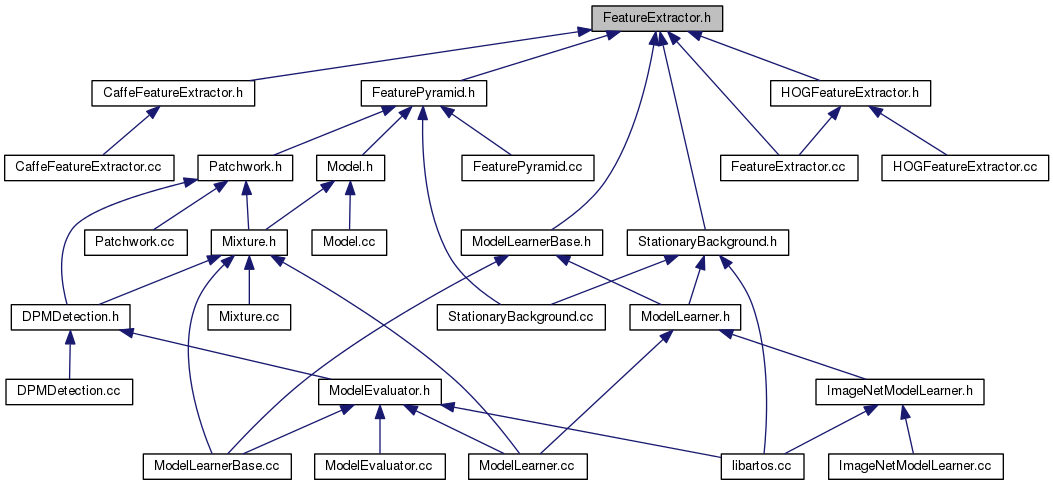 FeatureExtractor.h
CaffeFeatureExtractor.h
FeaturePyramid.h
HOGFeatureExtractor.h
CaffeFeatureExtractor.cc
Patchwork.h
Model.h
FeaturePyramid.cc
FeatureExtractor.cc
HOGFeatureExtractor.cc
Patchwork.cc
Mixture.h
Model.cc
ModelLearnerBase.h
StationaryBackground.h
DPMDetection.h
Mixture.cc
StationaryBackground.cc
ModelLearner.h
DPMDetection.cc
ModelEvaluator.h
ImageNetModelLearner.h
ModelLearnerBase.cc
ModelEvaluator.cc
ModelLearner.cc
libartos.cc
ImageNetModelLearner.cc